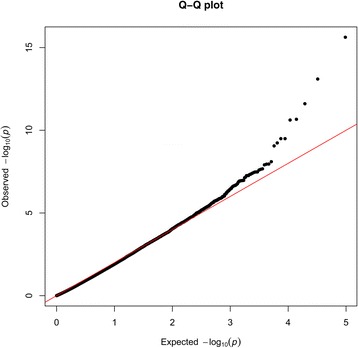 Q−Q plot
Observed −log10(p)
15
10
5
0
0 1 2 3 4 5
Expected −log10(p)